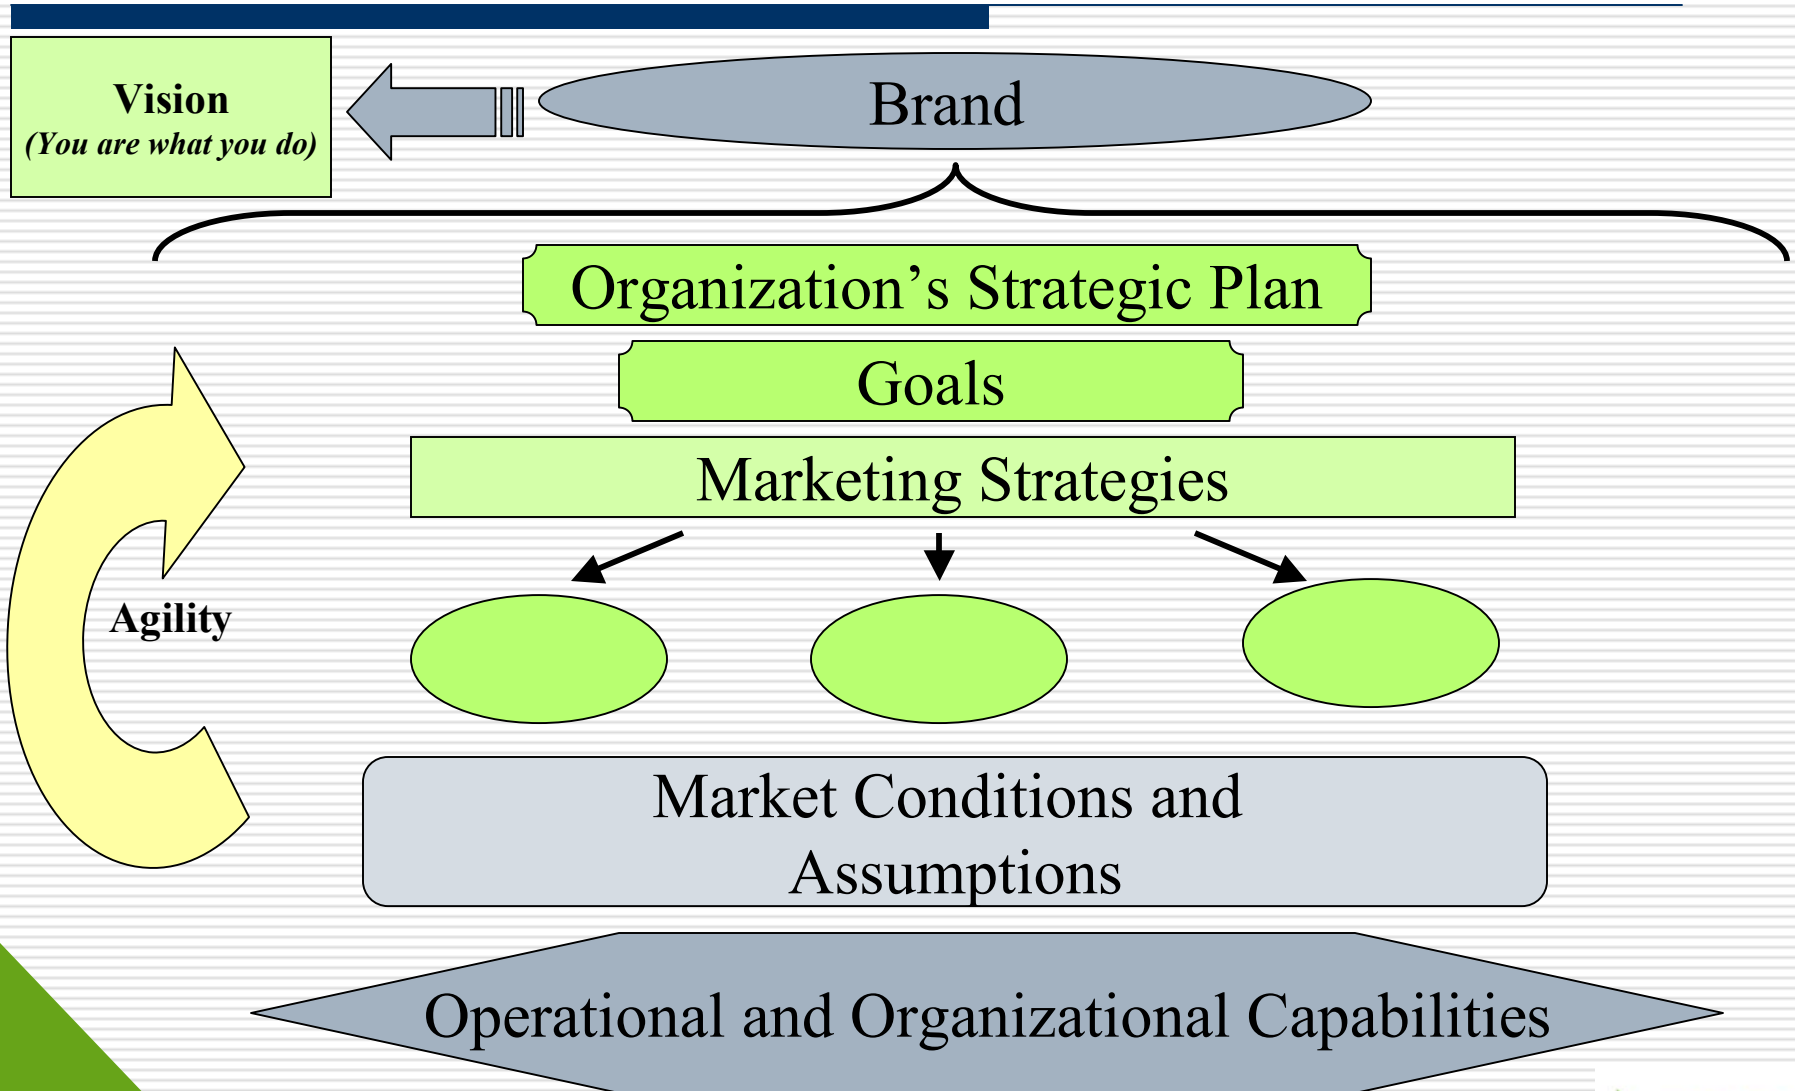 Vision
(You are what you do)
Brand
Organization’s Strategic Plan
Goals
Marketing Strategies
Agility
Market Conditions and
Assumptions
Operational and Organizational Capabilities